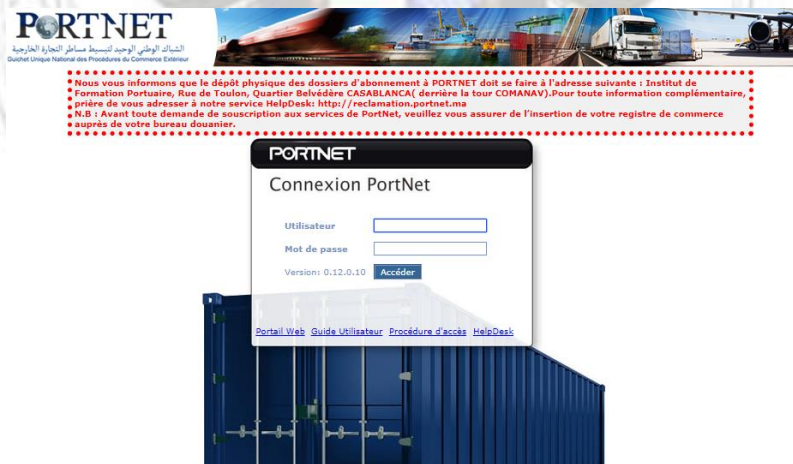 PORTNET
الشباك الوطني الوحيد لتبسيط مساطر التجارة الخارجية
Guichet Unique National des Procédures du Commerce Extérieur
Nous vous informons que le dépôt physique des dossiers d'abonnement à PORTNET doit se faire à l'adresse suivante : Institut de
Formation Portuaire, Rue de Toulon, Quartier Belvédère CASABLANCA( derrière la tour COMANAV).Pour toute information complémentaire,
prière de vous adresser à notre service HelpDesk: http://reclamation.portnet.ma
N.B : Avant toute demande de souscription aux services de PortNet, veuillez vous assurer de l'insertion de votre registre de commerce
auprès de votre bureau douanier.
PORTNET
Connexion PortNet
Utilisateur
Mot de passe
Version: 0.12.0.10 Accéder
Portail Web Guide Utilisateur Procédure d'accès HelpDesk